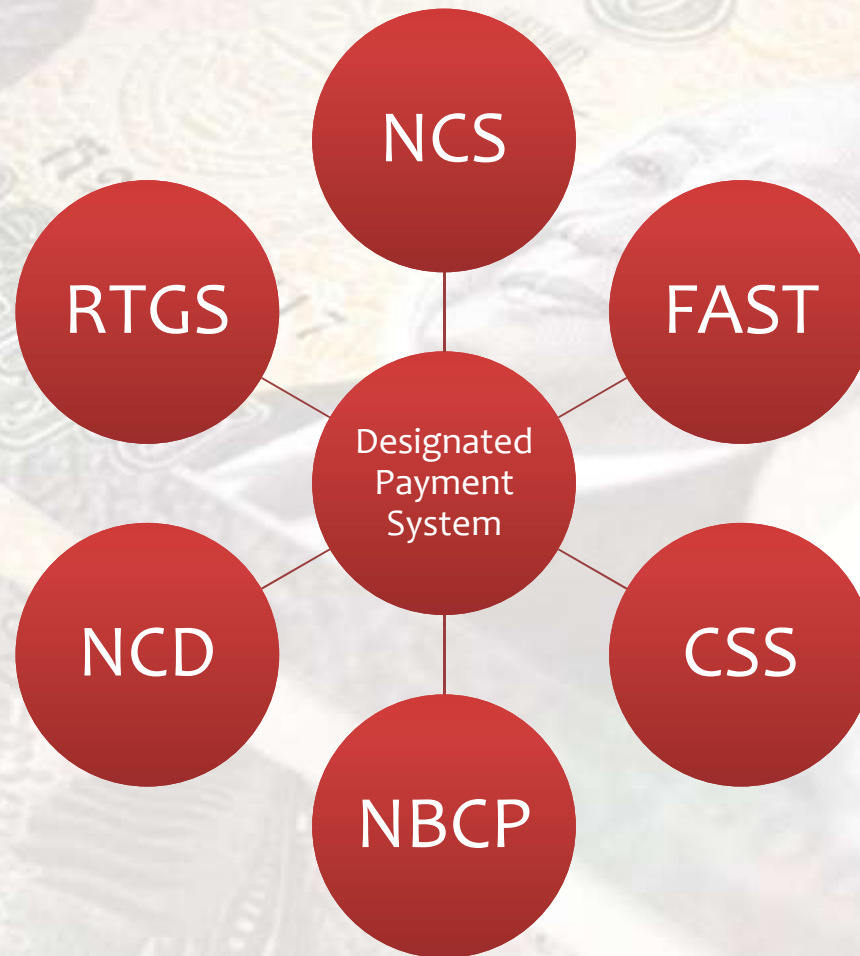 NCS
RTGS
FAST
Designated
Payment
System
NCD
CSS
NBCP